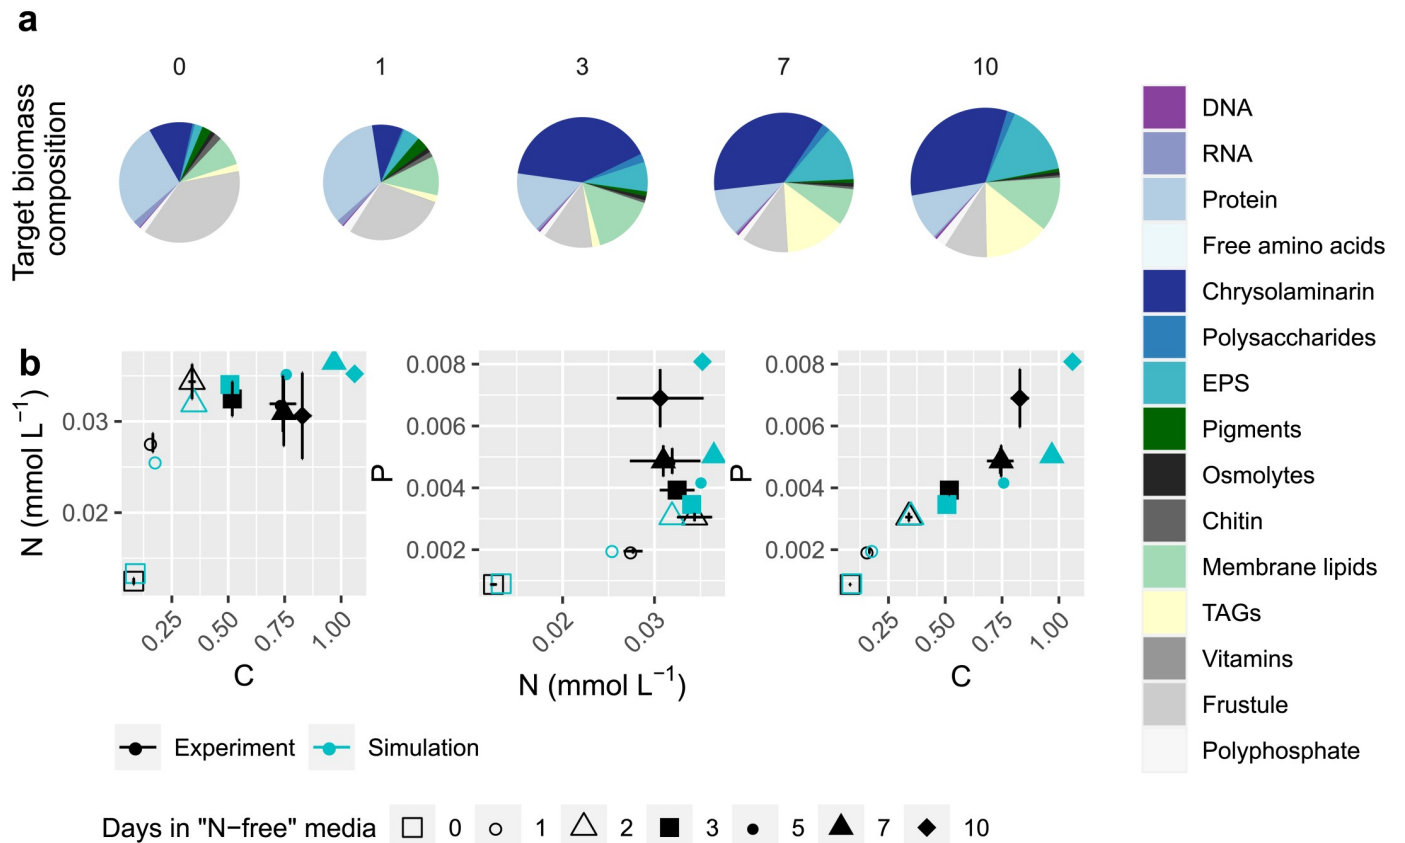 a
0 1 3 7 10
Target biomass
composition
DNA
RNA
Protein
Free amino acids
Chrysolaminarin
Polysaccharides
EPS
Pigments
Osmolytes
Chitin
Membrane lipids
TAGs
Vitamins
Frustule
Polyphosphate
b
N (mmol L⁻¹)
0.03
0.02
0.25 0.50 0.75 1.00
C
P
0.008
0.006
0.004
0.002
0.02 0.03
N (mmol L⁻¹)
P
0.008
0.006
0.004
0.002
0.25 0.50 0.75 1.00
C
Experiment Simulation
Days in "N−free" media 0 1 2 3 5 7 10